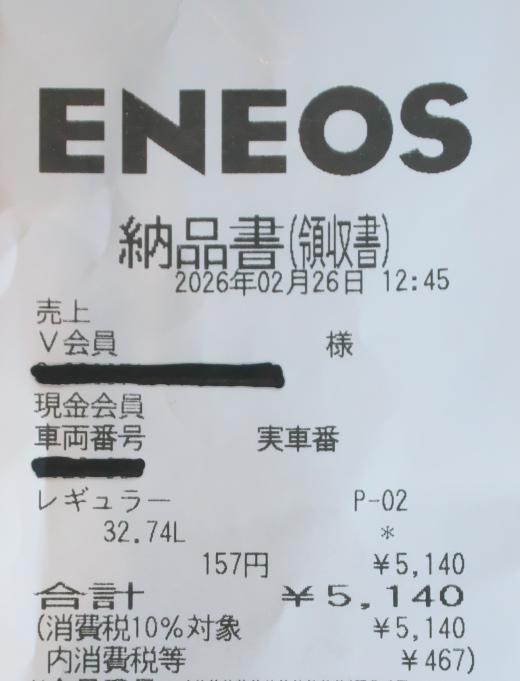 ENEOS
納品書(領収書)
2026年02月26日 12:45
売上
V会員 様
現金会員
車両番号 実車番
レギュラー P-02
32.74L *
157円 ¥5,140
合計 ¥5,140
(消費税10%対象 ¥5,140
内消費税等 ¥467)